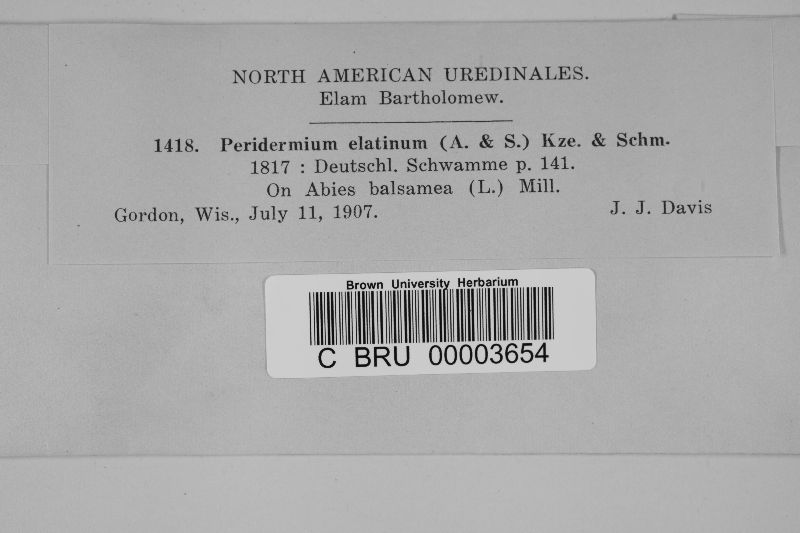 NORTH AMERICAN UREDINALES.
Elam Bartholomew.
1418. Peridermium elatinum (A. & S.) Kze. & Schm.
1817 : Deutschl. Schwamme p. 141.
On Abies balsamea (L.) Mill.
Gordon, Wis., July 11, 1907. J. J. Davis
Brown University Herbarium
C BRU 00003654